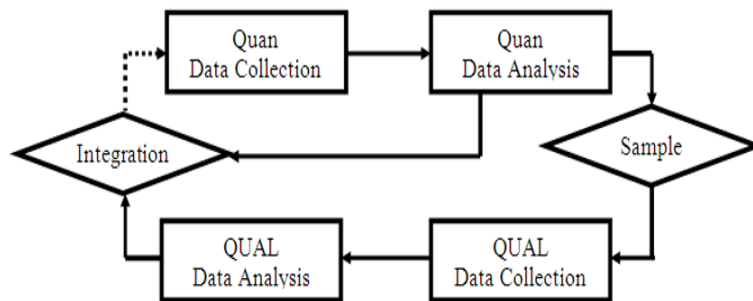 Quan
Data Collection
Quan
Data Analysis
Integration
Sample
QUAL
Data Analysis
QUAL
Data Collection